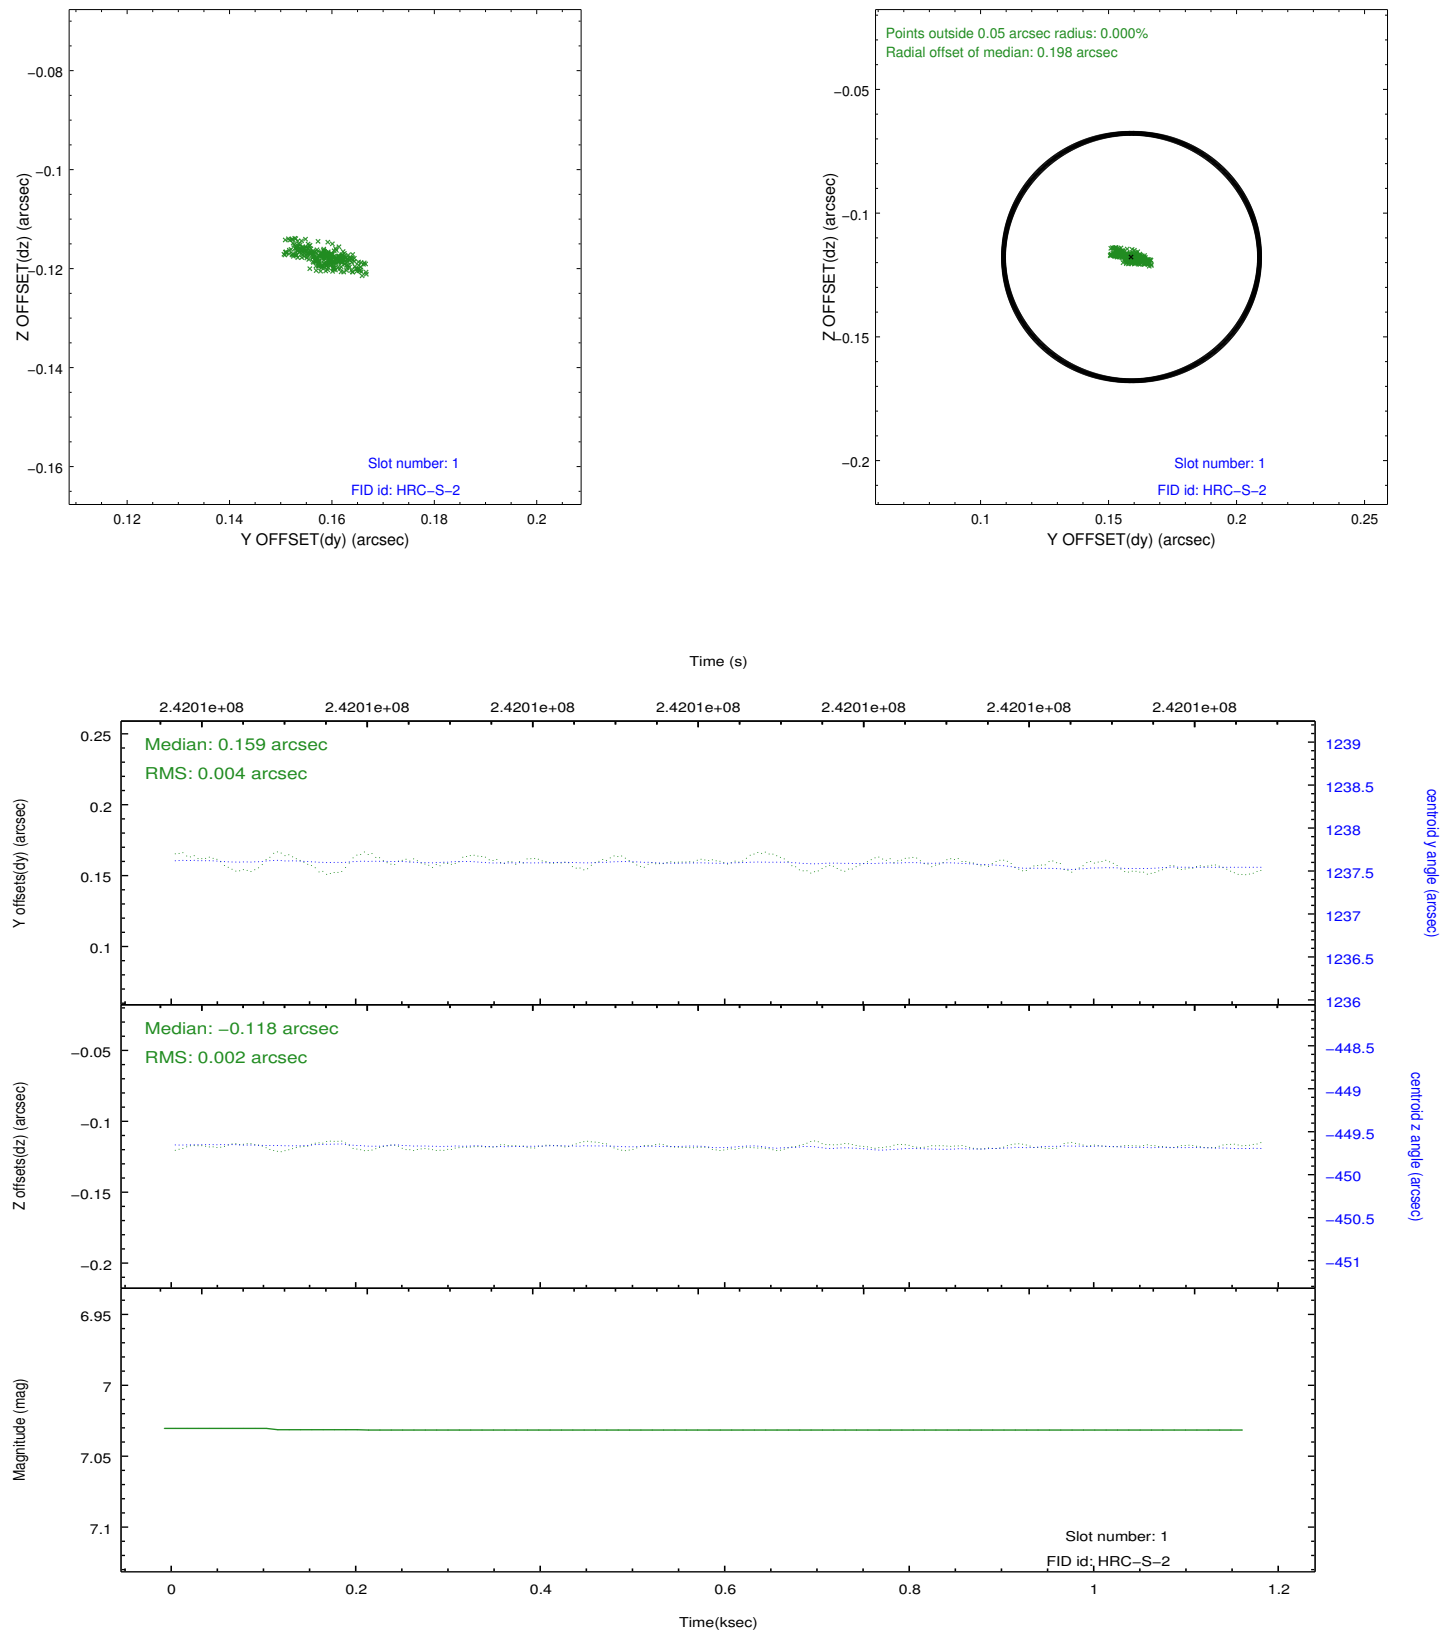 −0.08
−0.1
−0.12
−0.14
−0.16
Z OFFSET(dz) (arcsec)
Slot number: 1
FID id: HRC−S−2
0.12 0.14 0.16 0.18 0.2
Y OFFSET(dy) (arcsec)
Points outside 0.05 arcsec radius: 0.000%
Radial offset of median: 0.198 arcsec
−0.05
−0.1
−0.15
−0.2
Z OFFSET(dz) (arcsec)
Slot number: 1
FID id: HRC−S−2
0.1 0.15 0.2 0.25
Y OFFSET(dy) (arcsec)
Time (s)
2.4201e+08 2.4201e+08 2.4201e+08 2.4201e+08 2.4201e+08 2.4201e+08 2.4201e+08
Median: 0.159 arcsec
RMS: 0.004 arcsec
0.25
0.2
0.15
0.1
Y offsets(dy) (arcsec)
1239
1238.5
1238
1237.5
1237
1236.5
1236
centroid y angle (arcsec)
Median: −0.118 arcsec
RMS: 0.002 arcsec
−0.05
−0.1
−0.15
−0.2
Z offsets(dz) (arcsec)
−448.5
−449
−449.5
−450
−450.5
−451
centroid z angle (arcsec)
6.95
7
7.05
7.1
Magnitude (mag)
Slot number: 1
FID id: HRC−S−2
0 0.2 0.4 0.6 0.8 1 1.2
Time(ksec)